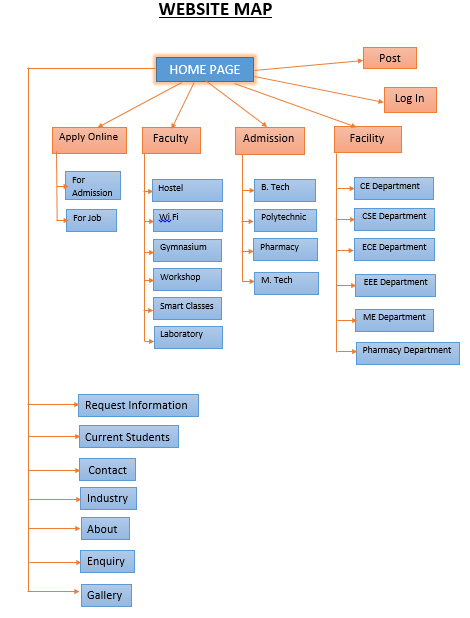 WEBSITE MAP
HOME PAGE
Post
Log In
Apply Online
Faculty
Admission
Facility
For
Admission
For Job
Hostel
Wi Fi
Gymnasium
Workshop
Smart Classes
Laboratory
B. Tech
Polytechnic
Pharmacy
M. Tech
CE Department
CSE Department
ECE Department
EEE Department
ME Department
Pharmacy Department
Request Information
Current Students
Contact
Industry
About
Enquiry
Gallery